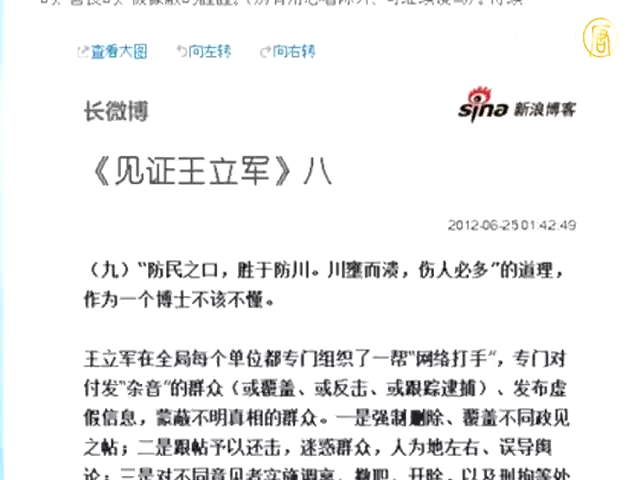 查看大图 向左转 向右转
长微博
sina 新浪博客
《见证王立军》八
2012-06-25 01:42:49
（九）“防民之口，胜于防川。川壅而溃，伤人必多”的道理，
作为一个博士不该不懂。
王立军在全局每个单位都专门组织了一帮“网络打手”，专门对
付发“杂音”的群众（或覆盖、或反击、或跟踪逮捕）、发布虚
假信息，蒙蔽不明真相的群众。一是强制删除、覆盖不同政见
之帖；二是跟帖予以还击，迷惑群众，人为地左右、误导舆
论；三是对不同意见者实施调离、撤职、开除，以及刑拘等处